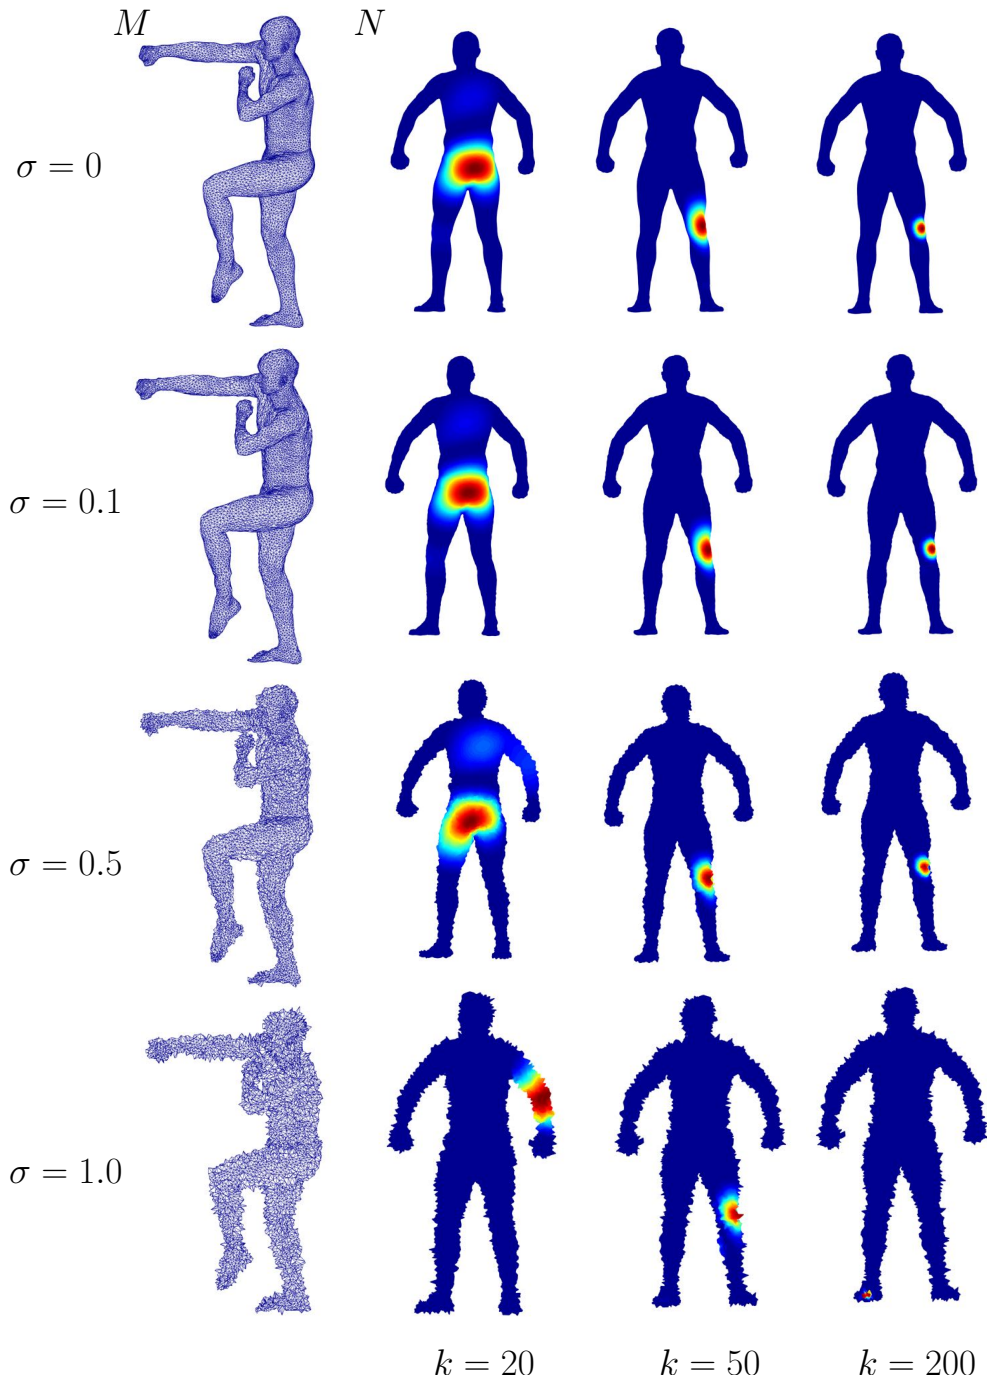 M N
σ = 0
σ = 0.1
σ = 0.5
σ = 1.0
k = 20 k = 50 k = 200